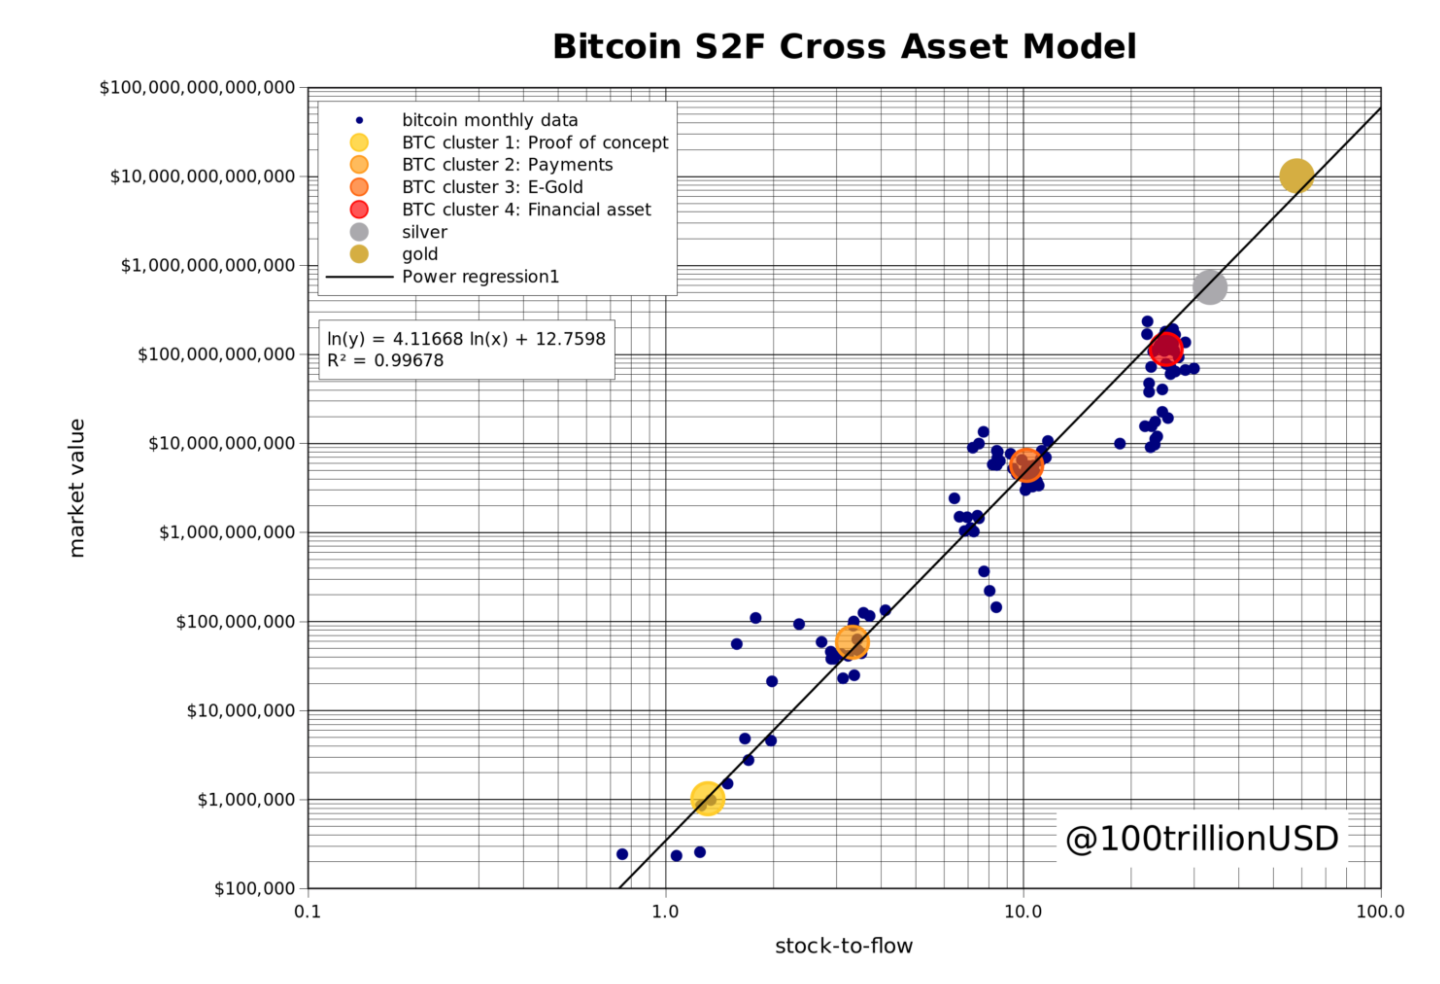 Bitcoin S2F Cross Asset Model
$100,000,000,000,000
bitcoin monthly data
BTC cluster 1: Proof of concept
BTC cluster 2: Payments
$10,000,000,000,000
BTC cluster 3: E-Gold
BTC cluster 4: Financial asset
silver
gold
$1,000,000,000,000
Power regression1
ln(y) = 4.11668 ln(x) + 12.7598
R² = 0.99678
$100,000,000,000
$10,000,000,000
market value
$1,000,000,000
$100,000,000
$10,000,000
$1,000,000
@100trillionUSD
$100,000
0.1 1.0 10.0 100.0
stock-to-flow